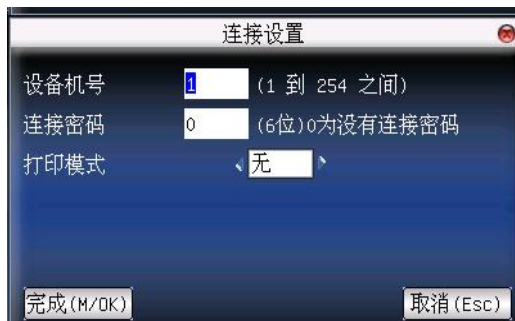 连接设置
设备机号 1 (1 到 254 之间)
连接密码 0 (6位)0为没有连接密码
打印模式 无
完成(M/OK) 取消(Esc)